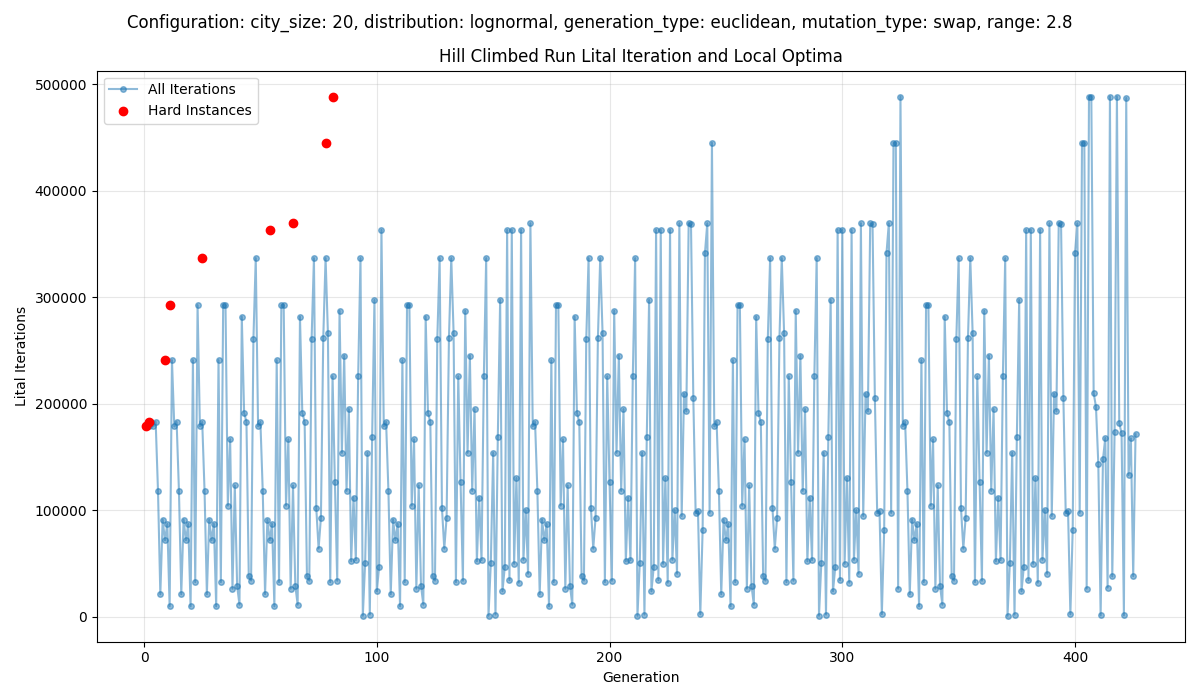 Configuration: city_size: 20, distribution: lognormal, generation_type: euclidean, mutation_type: swap, range: 2.8
Hill Climbed Run Lital Iteration and Local Optima
All Iterations
Hard Instances
Lital Iterations
500000
400000
300000
200000
100000
0
0 100 200 300 400
Generation